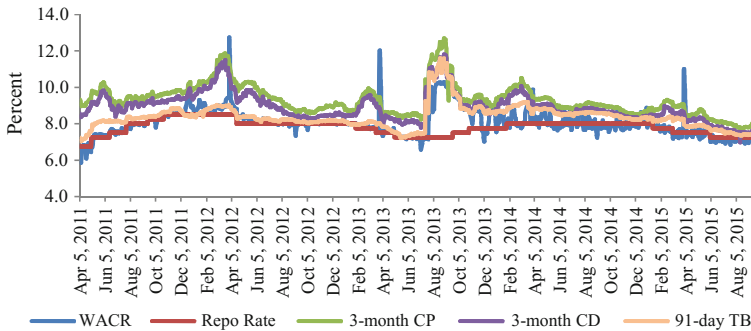 14.0
12.0
10.0
8.0
6.0
4.0
Percent
Apr 5, 2011
Jun 5, 2011
Aug 5, 2011
Oct 5, 2011
Dec 5, 2011
Feb 5, 2012
Apr 5, 2012
Jun 5, 2012
Aug 5, 2012
Oct 5, 2012
Dec 5, 2012
Feb 5, 2013
Apr 5, 2013
Jun 5, 2013
Aug 5, 2013
Oct 5, 2013
Dec 5, 2013
Feb 5, 2014
Apr 5, 2014
Jun 5, 2014
Aug 5, 2014
Oct 5, 2014
Dec 5, 2014
Feb 5, 2015
Apr 5, 2015
Jun 5, 2015
Aug 5, 2015
WACR Repo Rate 3-month CP 3-month CD 91-day TB